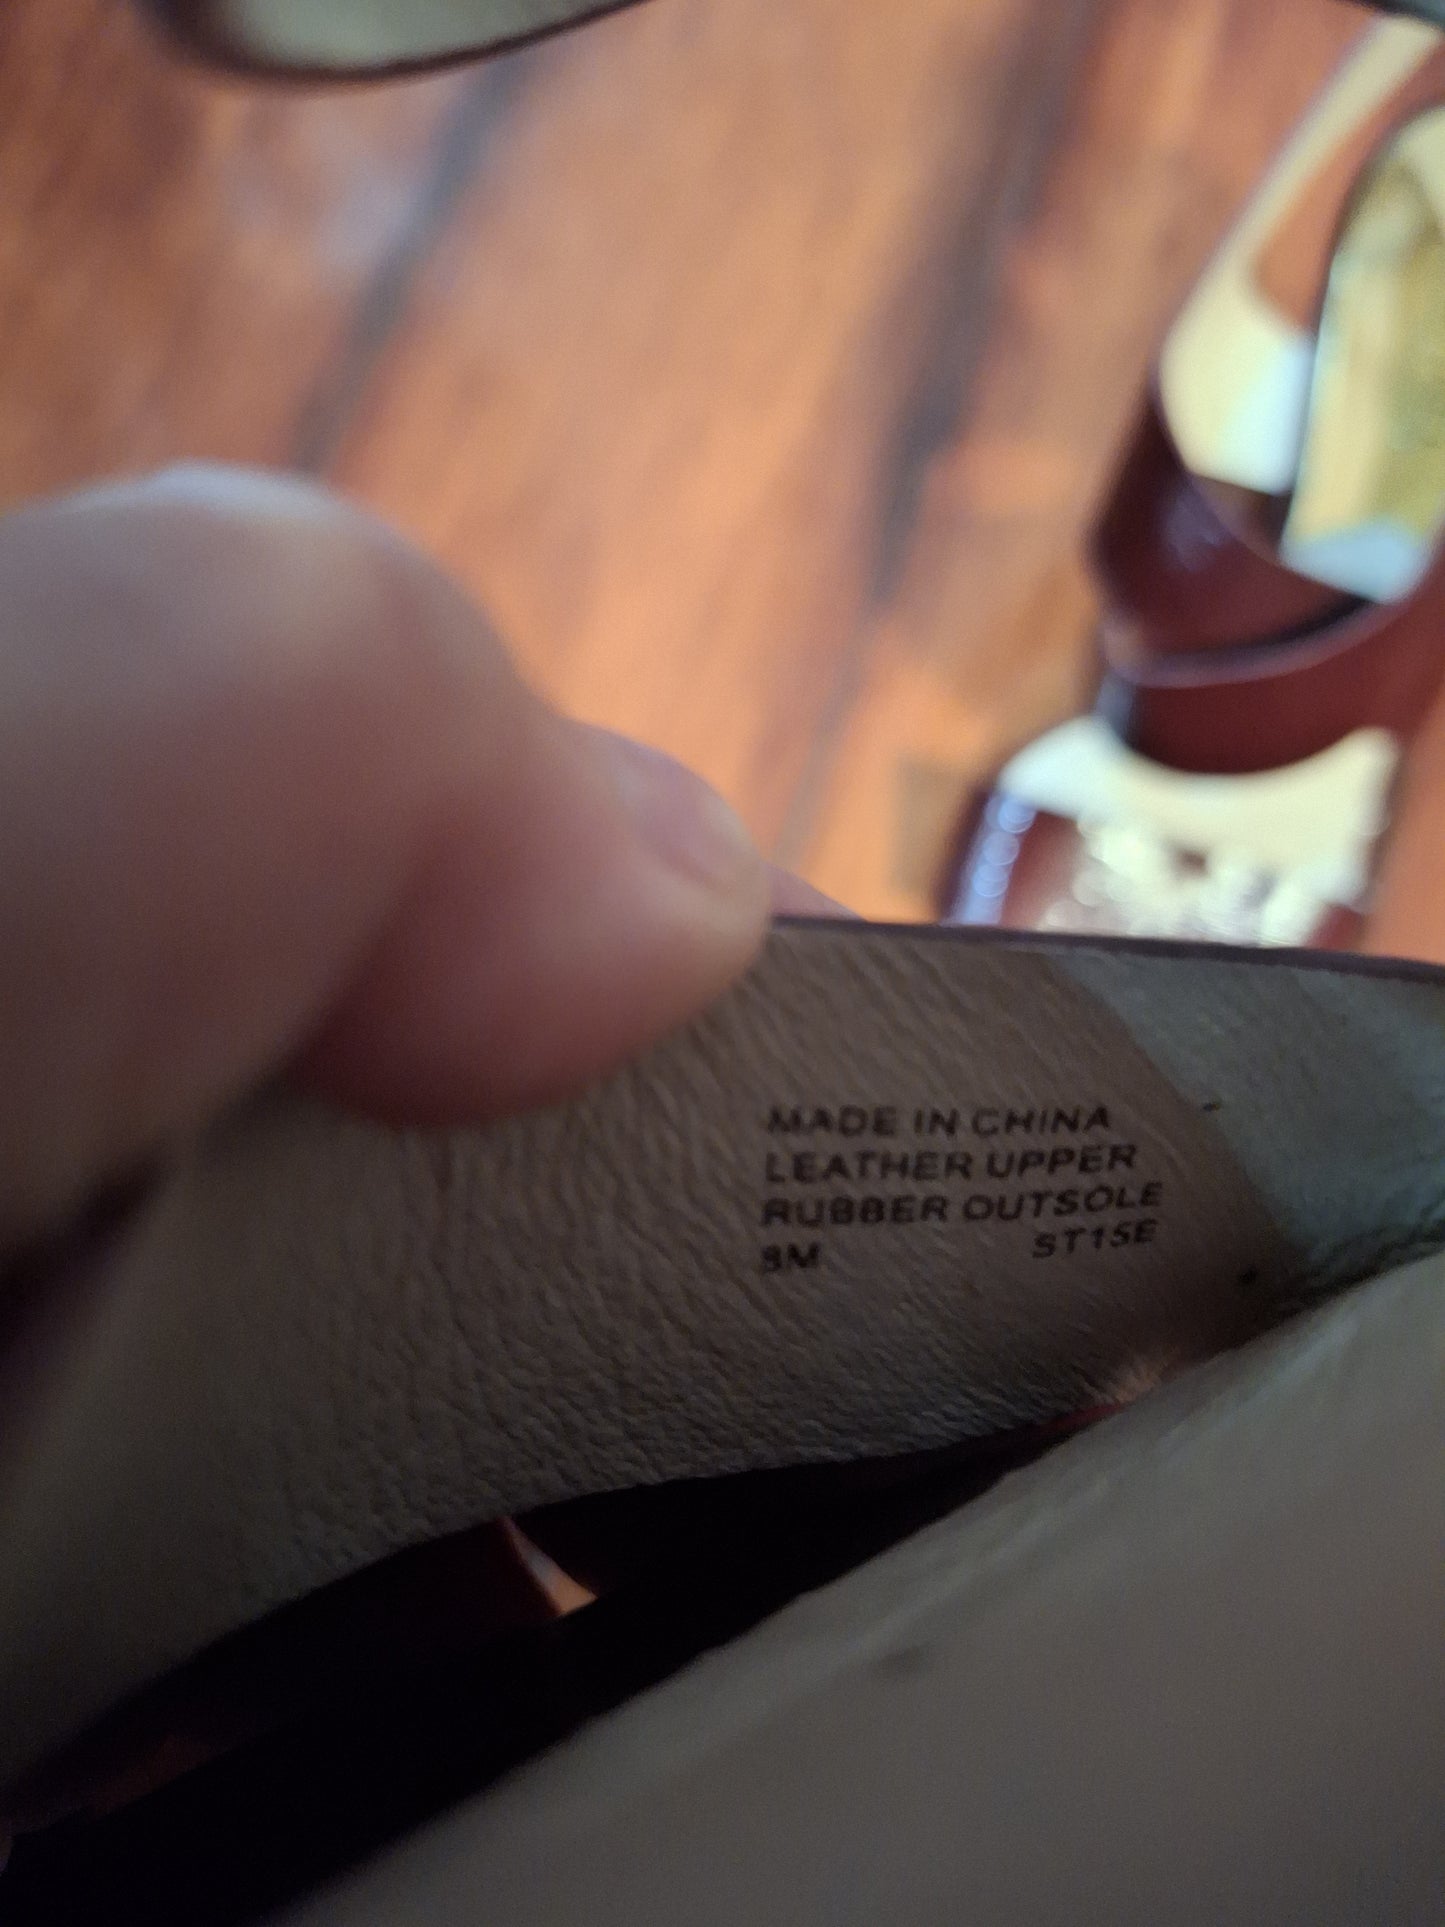 MADE IN CHINA
LEATHER UPPER
RUBBER OUTSOLE
8M ST15E